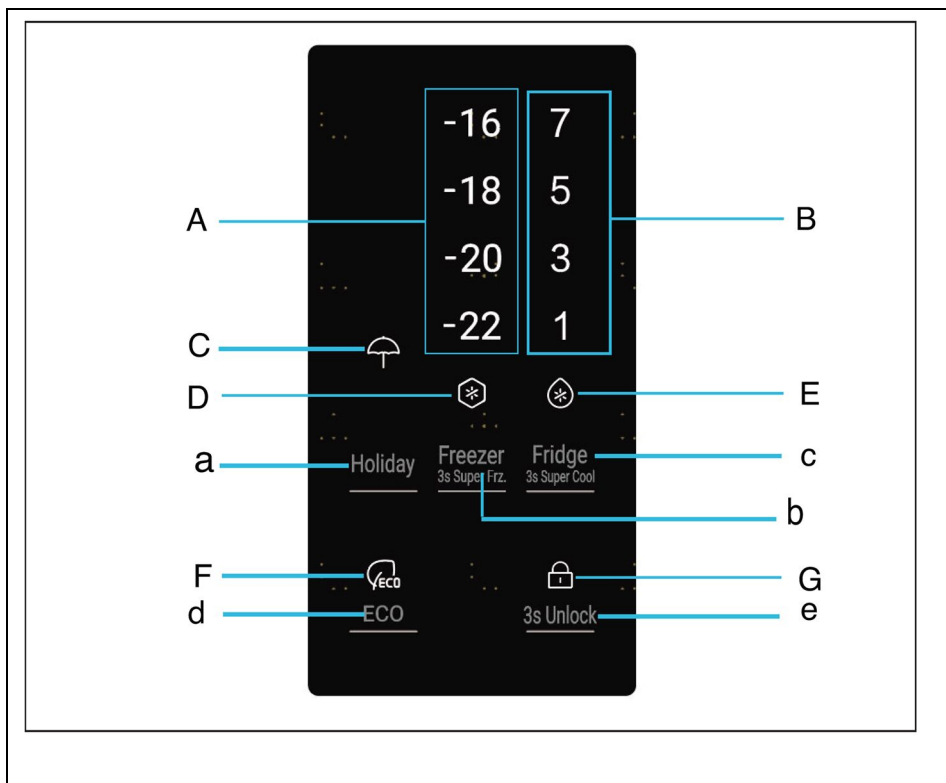 -16 7
-18 5
A B
-20 3
-22 1
C
D E
a Holiday Freezer Fridge c
3s Super Frz. 3s Super Cool
b
F ECO G
d ECO 3s Unlock e